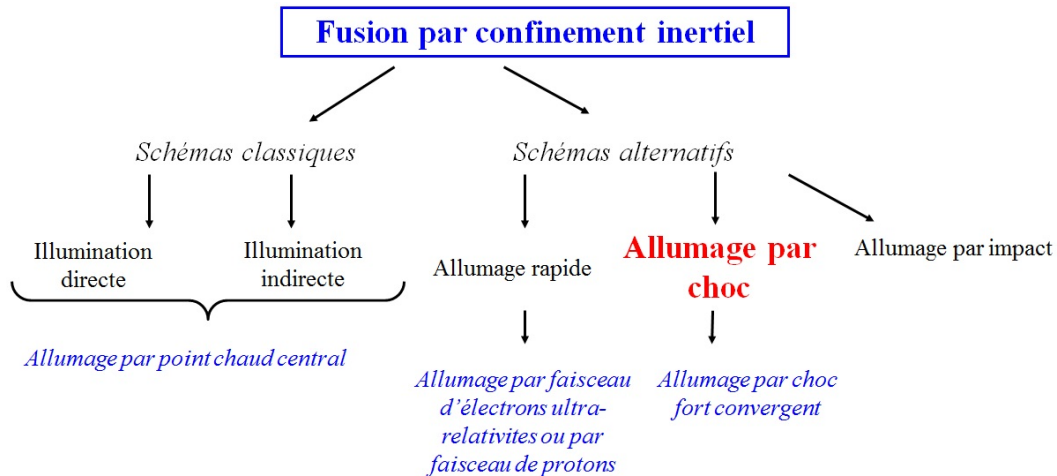 Fusion par confinement inertiel
Schémas classiques
Schémas alternatifs
Illumination
directe
Illumination
indirecte
Allumage rapide
Allumage par
choc
Allumage par impact
Allumage par point chaud central
Allumage par faisceau
d’électrons ultra-
relativites ou par
faisceau de protons
Allumage par choc
fort convergent